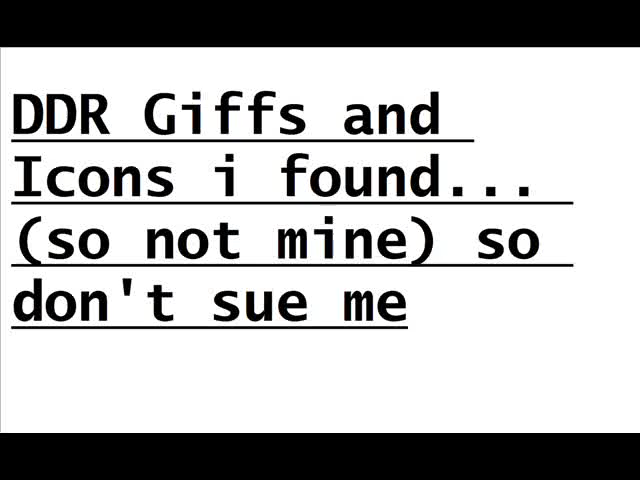 DDR Giffs and
Icons i found...
(so not mine) so
don't sue me